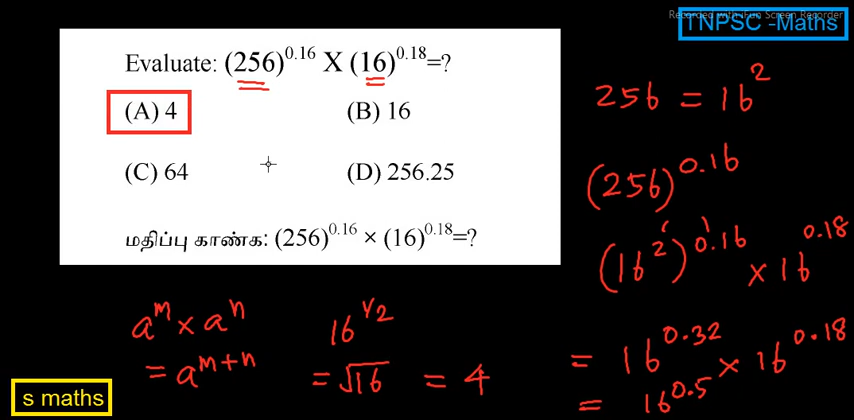 Recorded with iFun Screen Recorder
TNPSC -Maths
Evaluate: (256)^0.16 X (16)^0.18=?
(A) 4
(B) 16
(C) 64
(D) 256.25
மதிப்பு காண்க: (256)^0.16 × (16)^0.18=?
256 = 16^2
(256)^0.16
(16^2)^0.16 × 16^0.18
= 16^0.32 × 16^0.18
= 16^0.5
a^m × a^n
= a^m+n
16^1/2
= √16 = 4
s maths